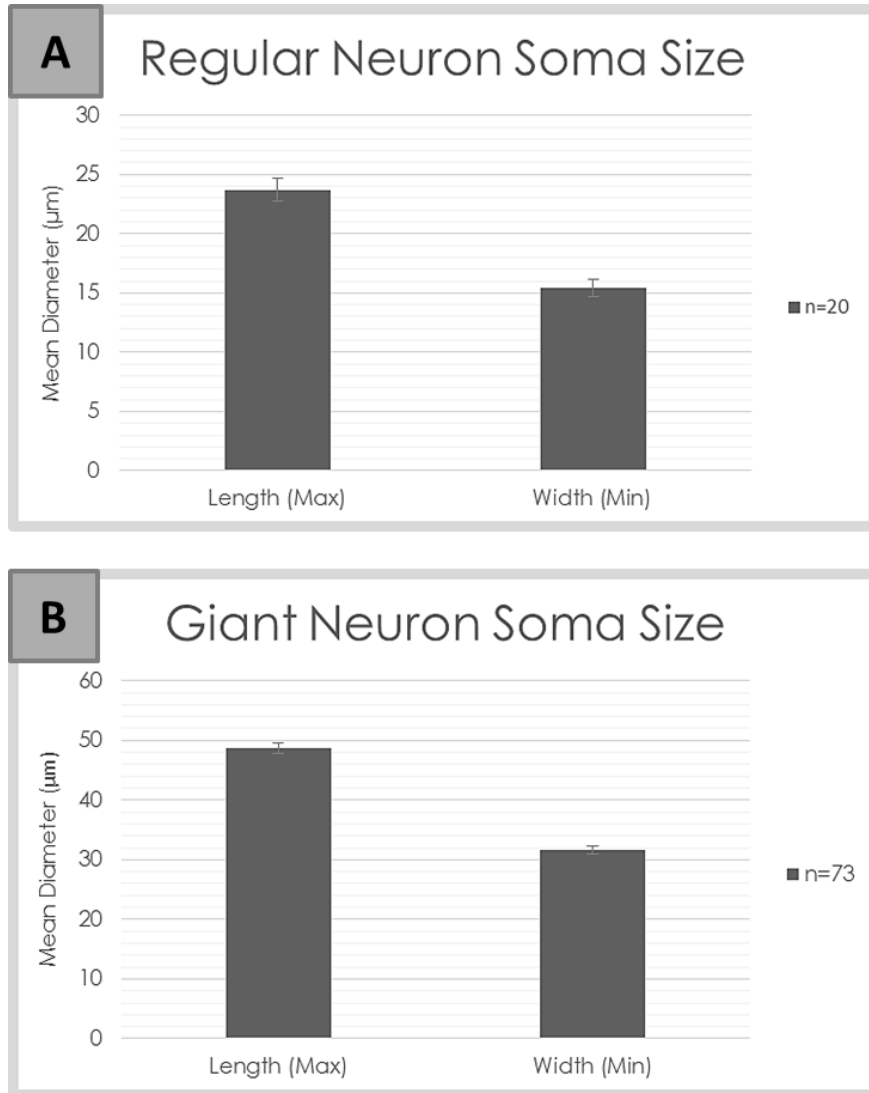 A
Regular Neuron Soma Size
30
25
20
15
10
5
0
Mean Diameter (µm)
Length (Max)
Width (Min)
n=20
B
Giant Neuron Soma Size
60
50
40
30
20
10
0
Mean Diameter (µm)
Length (Max)
Width (Min)
n=73